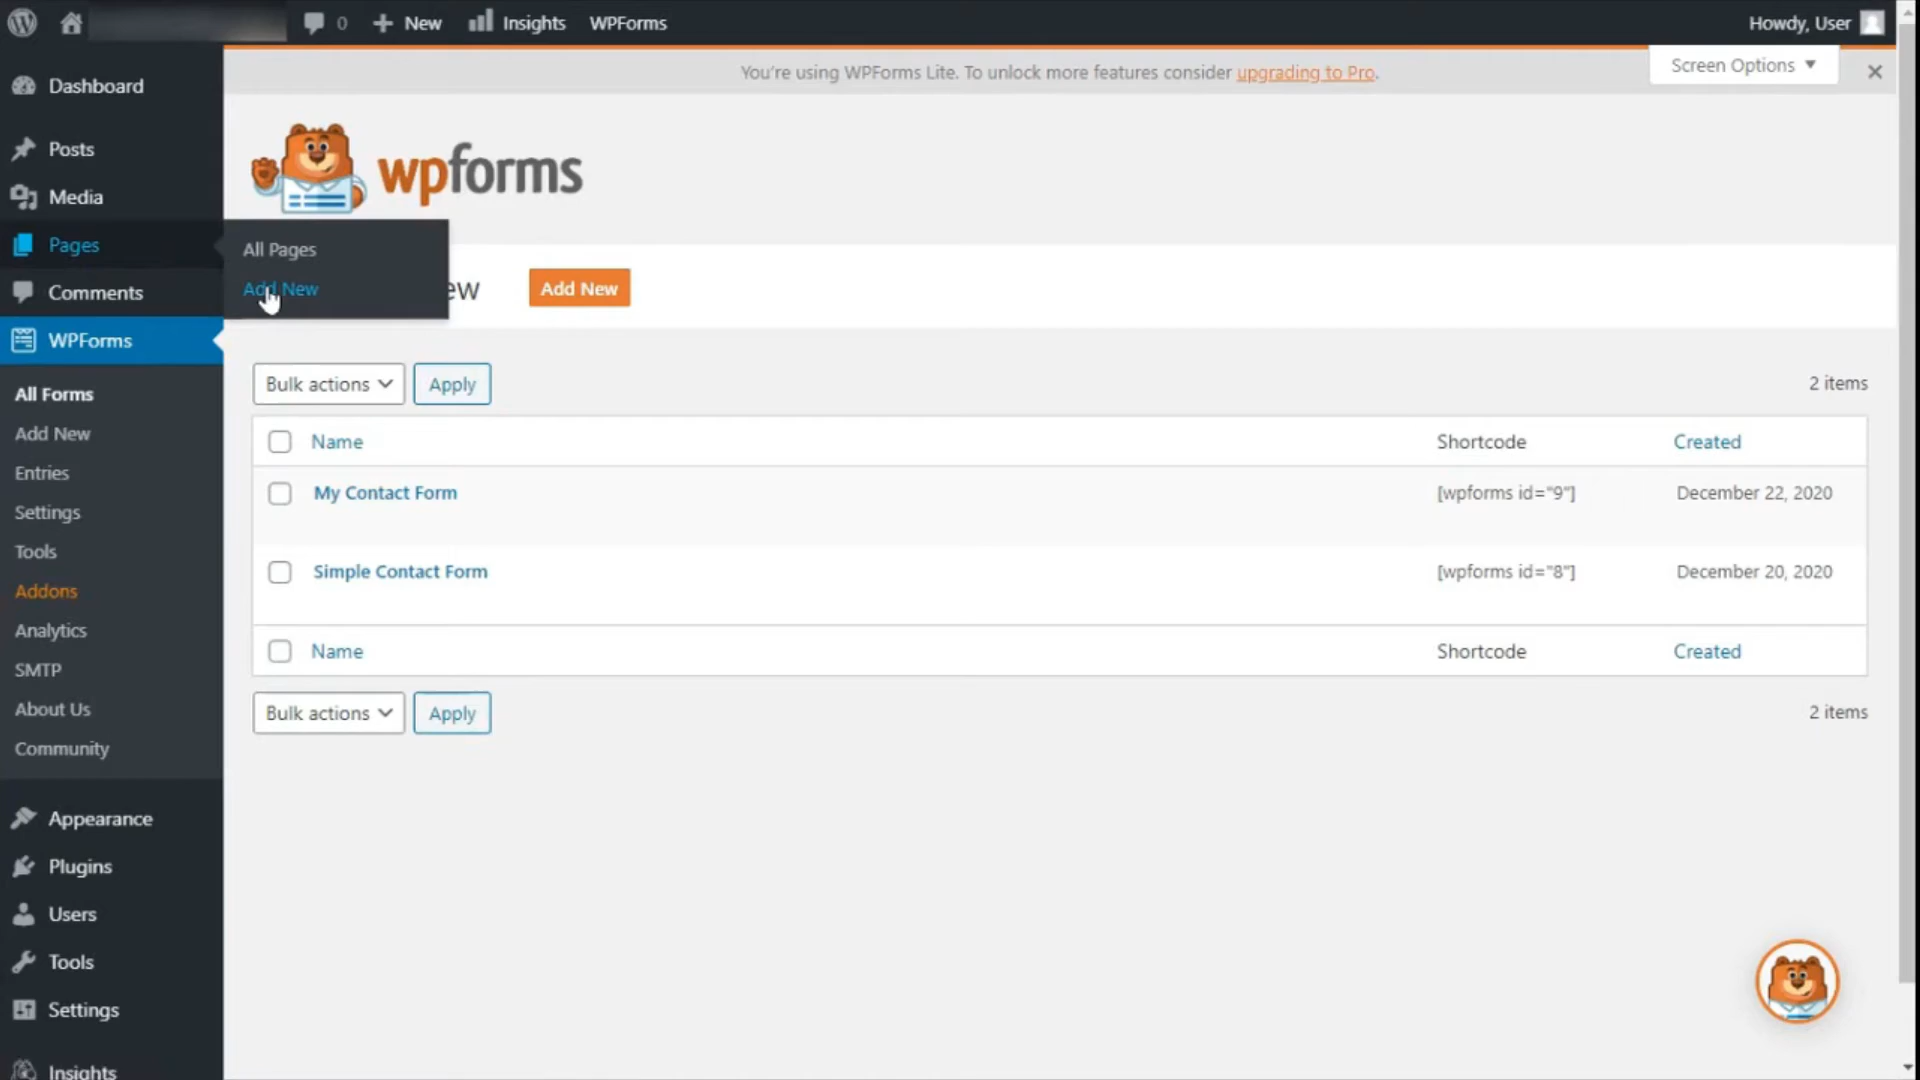 0 New Insights WPForms Howdy, User
You're using WPForms Lite. To unlock more features consider upgrading to Pro.
Screen Options
Dashboard
Posts
Media
Pages
Comments
WPForms
All Forms
Add New
Entries
Settings
Tools
Addons
Analytics
SMTP
About Us
Community
Appearance
Plugins
Users
Tools
Settings
Insights
wpforms
All Pages
Add New
ew Add New
Bulk actions Apply 2 items
Name Shortcode Created
My Contact Form [wpforms id="9"] December 22, 2020
Simple Contact Form [wpforms id="8"] December 20, 2020
Name Shortcode Created
Bulk actions Apply 2 items